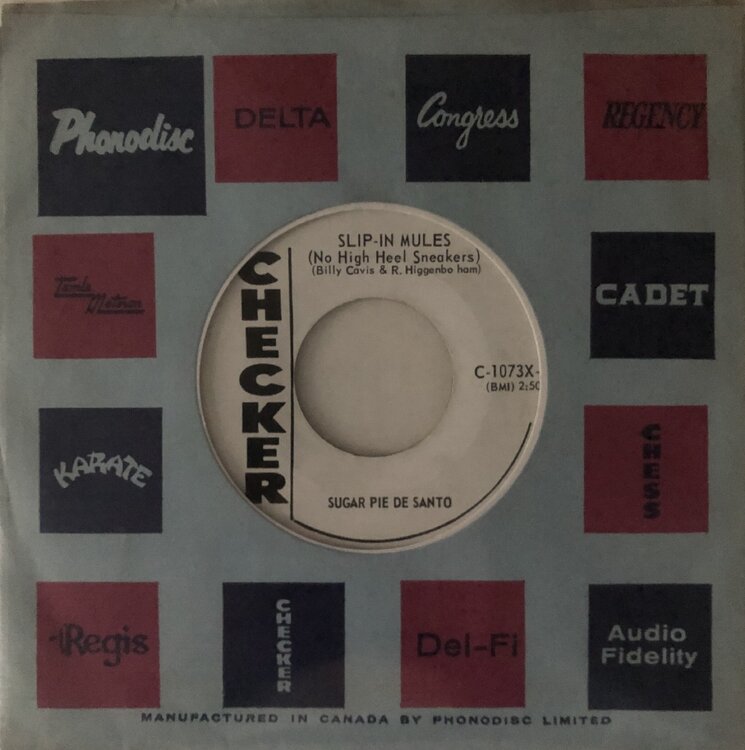 Phonodisc
DELTA
Congress
REGENCY
Tamla
Motown
CADET
SLIP-IN MULES
(No High Heel Sneakers)
(Billy Cavis & R. Higgenbo ham)
CHECKER
C-1073X-
(BMI) 2:50
SUGAR PIE DE SANTO
KARATE
CHESS
Regis
CHECKER
Del-Fi
Audio
Fidelity
MANUFACTURED IN CANADA BY PHONODISC LIMITED